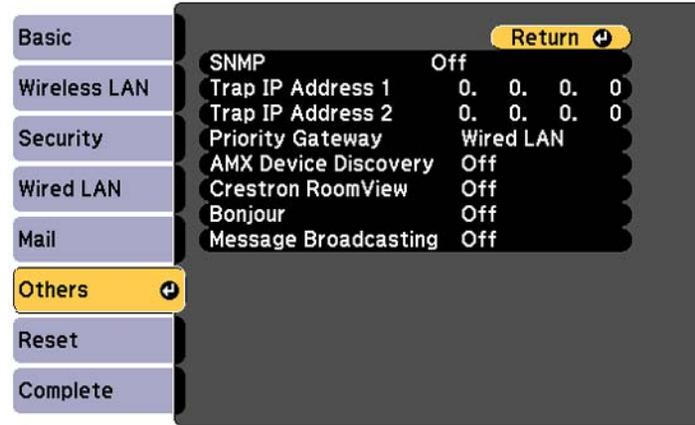 Basic
Wireless LAN
Security
Wired LAN
Mail
Others
Reset
Complete
Return
SNMP Off
Trap IP Address 1 0. 0. 0. 0
Trap IP Address 2 0. 0. 0. 0
Priority Gateway Wired LAN
AMX Device Discovery Off
Crestron RoomView Off
Bonjour Off
Message Broadcasting Off